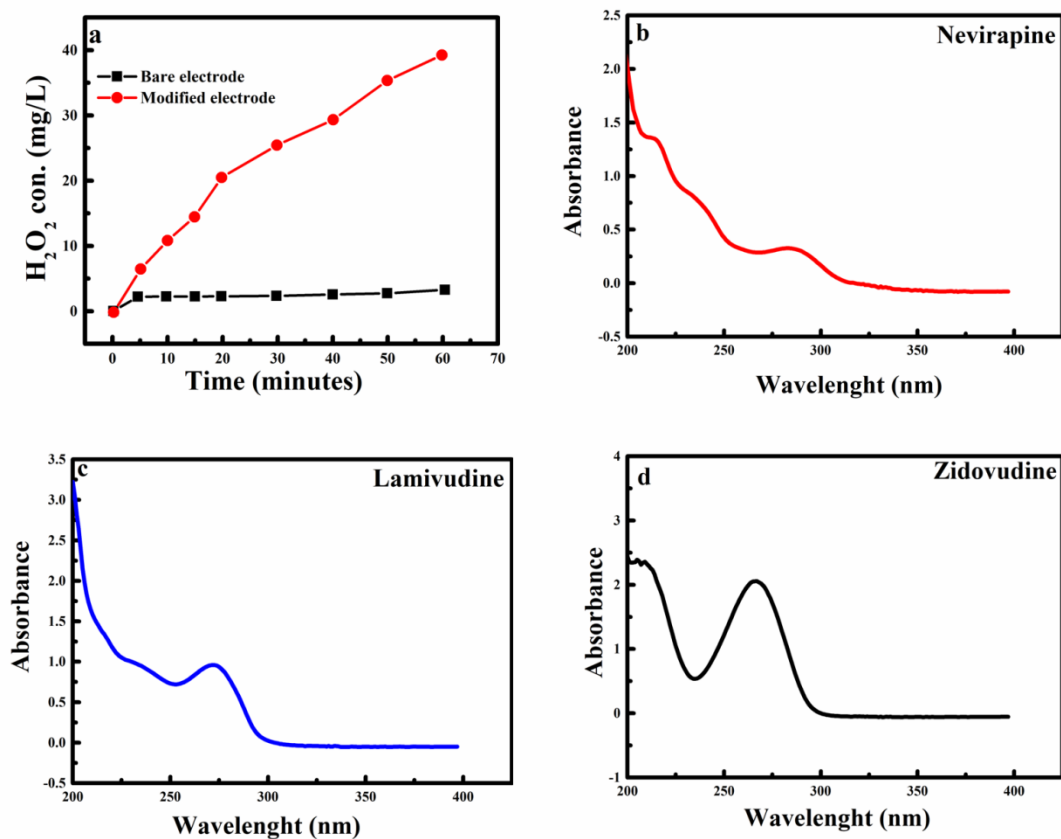 a
Bare electrode
Modified electrode
H₂O₂ con. (mg/L)
40
30
20
10
0
0 10 20 30 40 50 60 70
Time (minutes)
b
Nevirapine
Absorbance
2.5
2.0
1.5
1.0
0.5
0.0
-0.5
200 250 300 350 400
Wavelenght (nm)
c
Lamivudine
Absorbance
3.5
3.0
2.5
2.0
1.5
1.0
0.5
0.0
-0.5
200 250 300 350 400
Wavelenght (nm)
d
Zidovudine
Absorbance
4
3
2
1
0
-1
200 250 300 350 400
Wavelenght (nm)